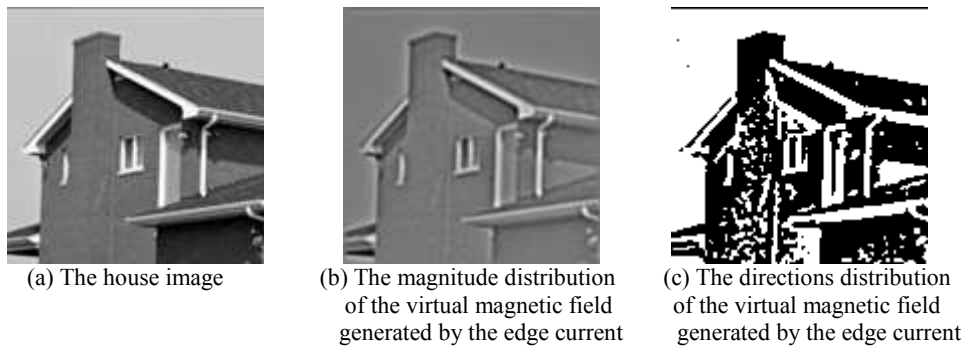 (a) The house image
(b) The magnitude distribution
of the virtual magnetic field
generated by the edge current
(c) The directions distribution
of the virtual magnetic field
generated by the edge current